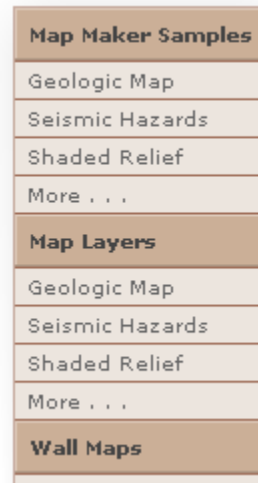 Map Maker Samples
Geologic Map
Seismic Hazards
Shaded Relief
More . . .
Map Layers
Geologic Map
Seismic Hazards
Shaded Relief
More . . .
Wall Maps